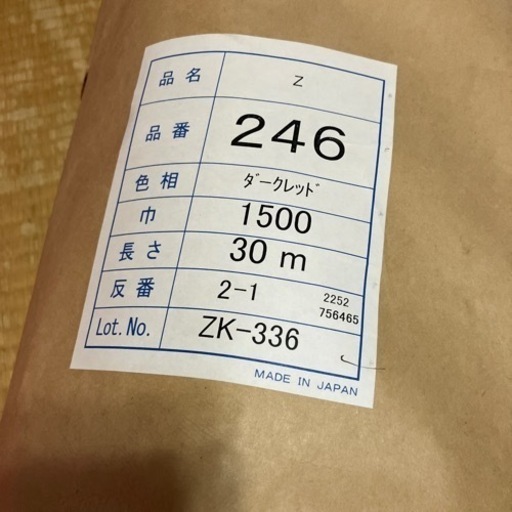 品名 Z
品番 246
色相 ﾀﾞｰｸﾚｯﾄﾞ
巾 1500
長さ 30 m
反番 2-1 2252
756465
Lot.No. ZK-336
MADE IN JAPAN